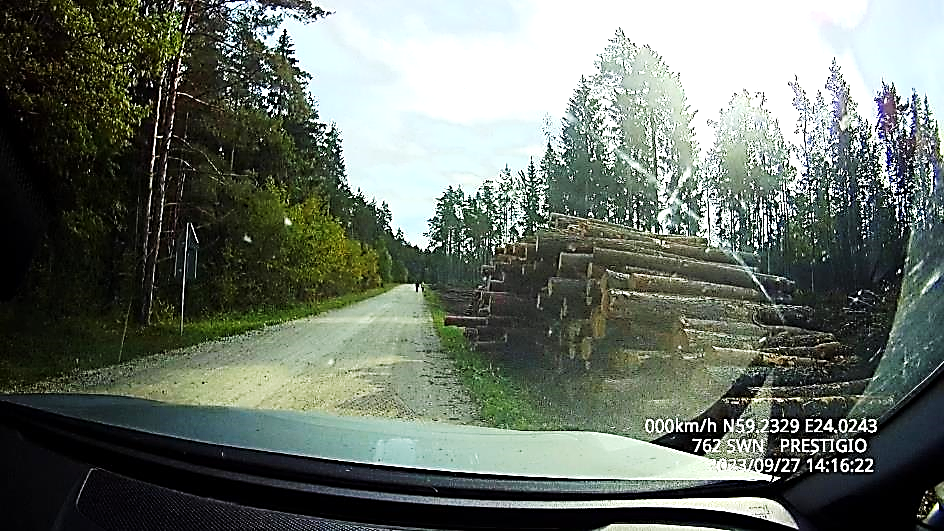 000km/h N59.2329 E24.0243
762 SWN PRESTIGIO
2023/09/27 14:16:22